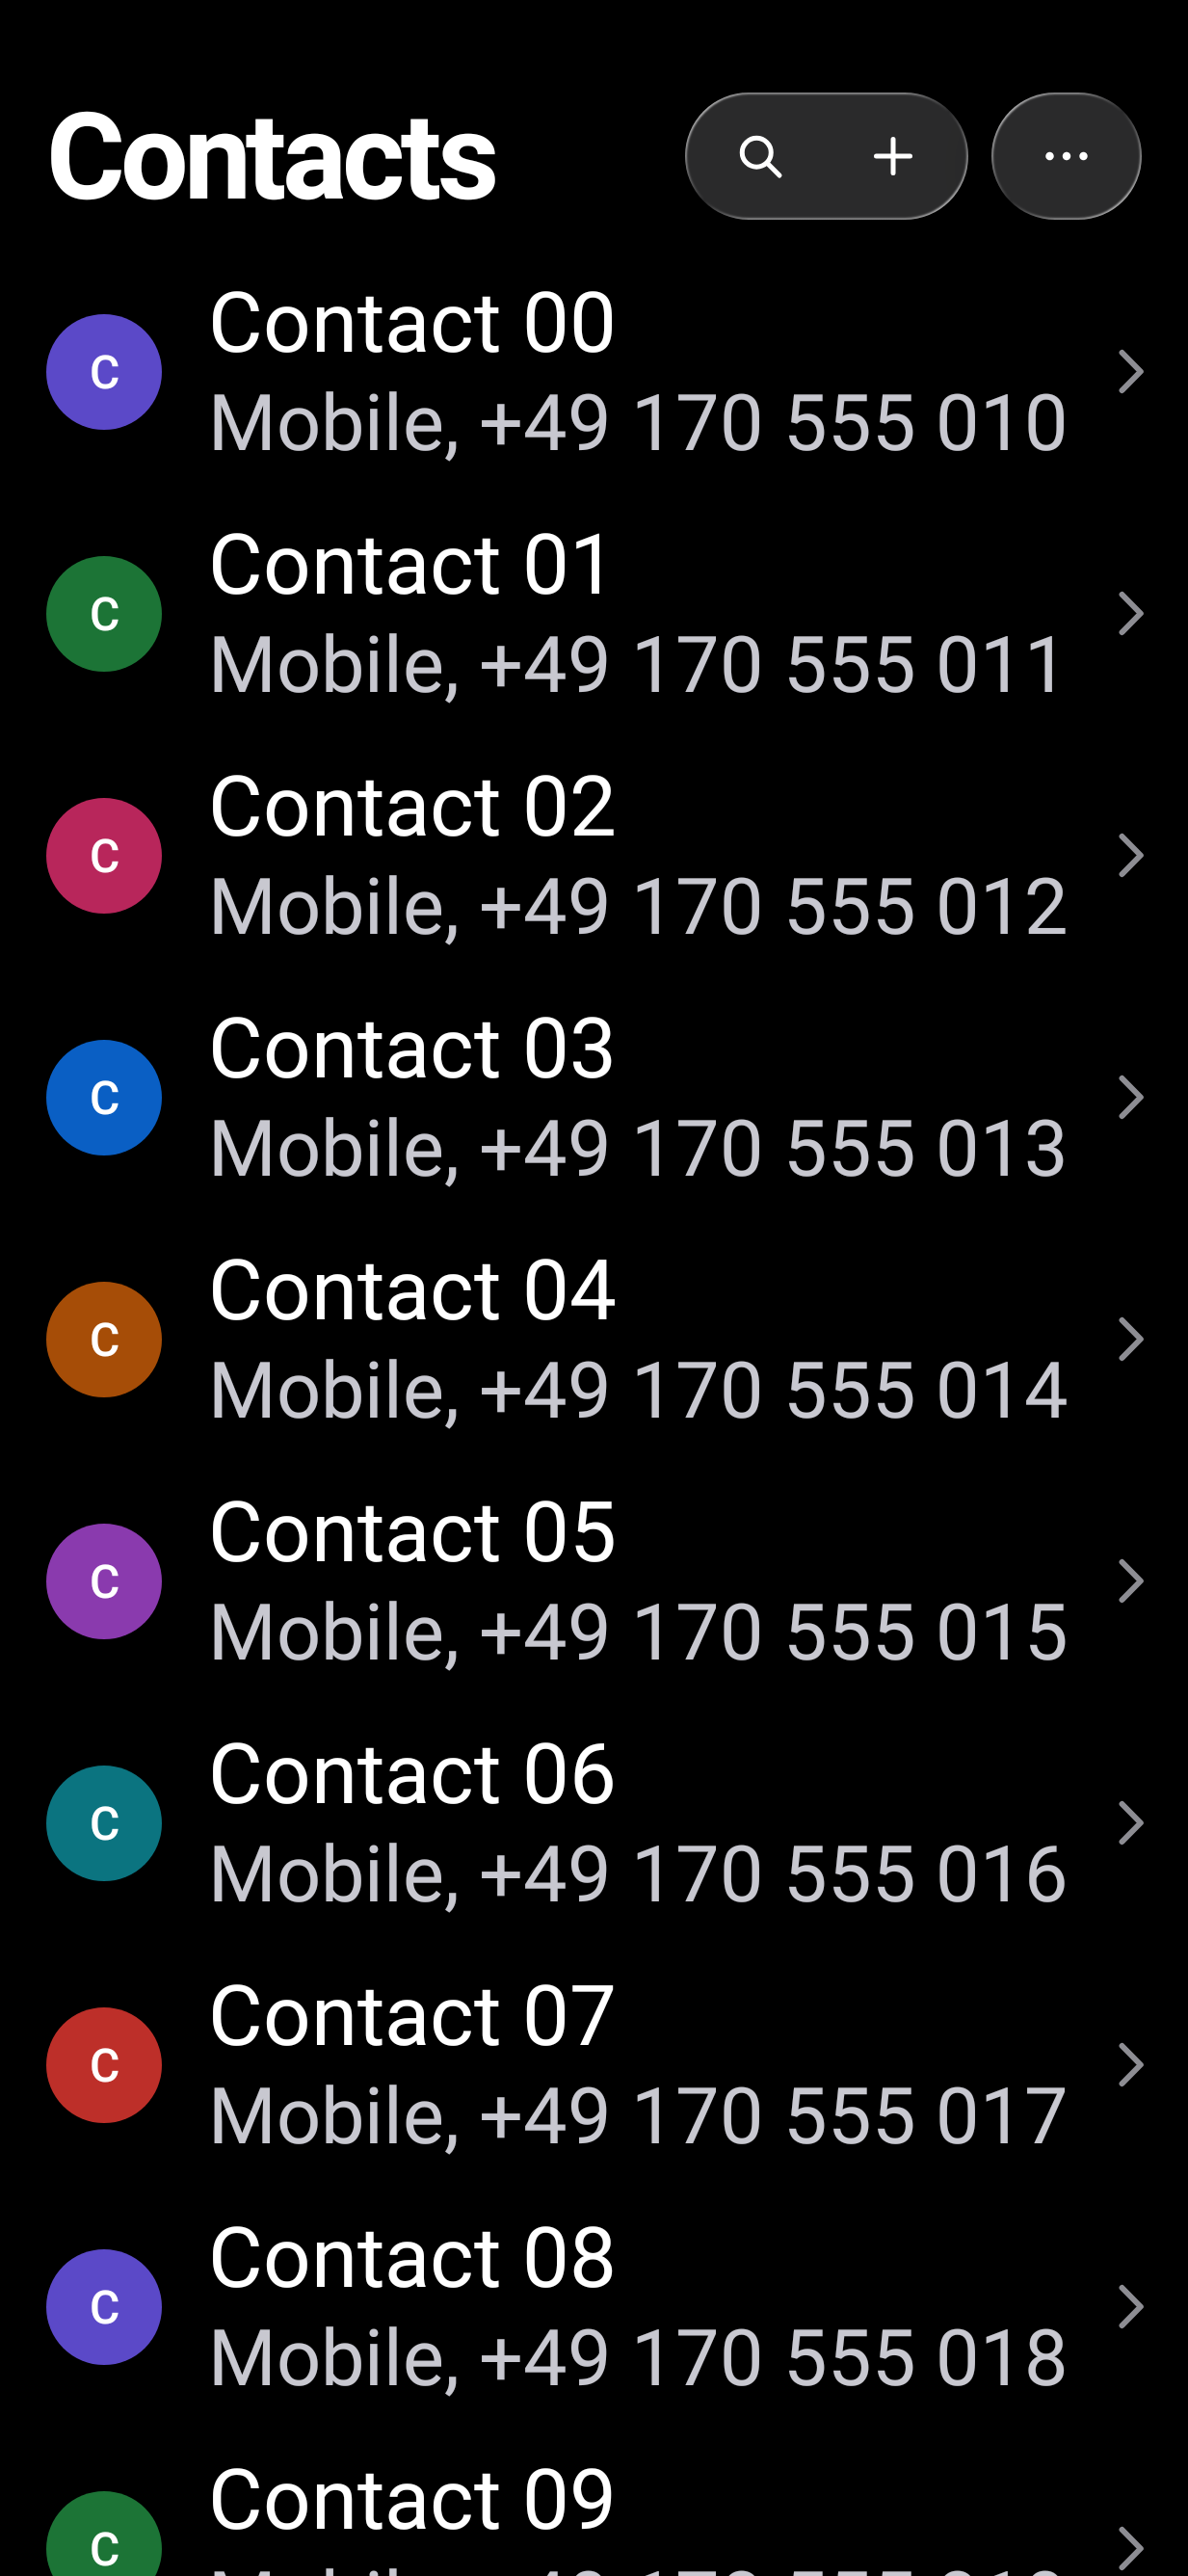 Contacts
C
Contact 00
Mobile, +49 170 555 010
C
Contact 01
Mobile, +49 170 555 011
C
Contact 02
Mobile, +49 170 555 012
C
Contact 03
Mobile, +49 170 555 013
C
Contact 04
Mobile, +49 170 555 014
C
Contact 05
Mobile, +49 170 555 015
C
Contact 06
Mobile, +49 170 555 016
C
Contact 07
Mobile, +49 170 555 017
C
Contact 08
Mobile, +49 170 555 018
C
Contact 09